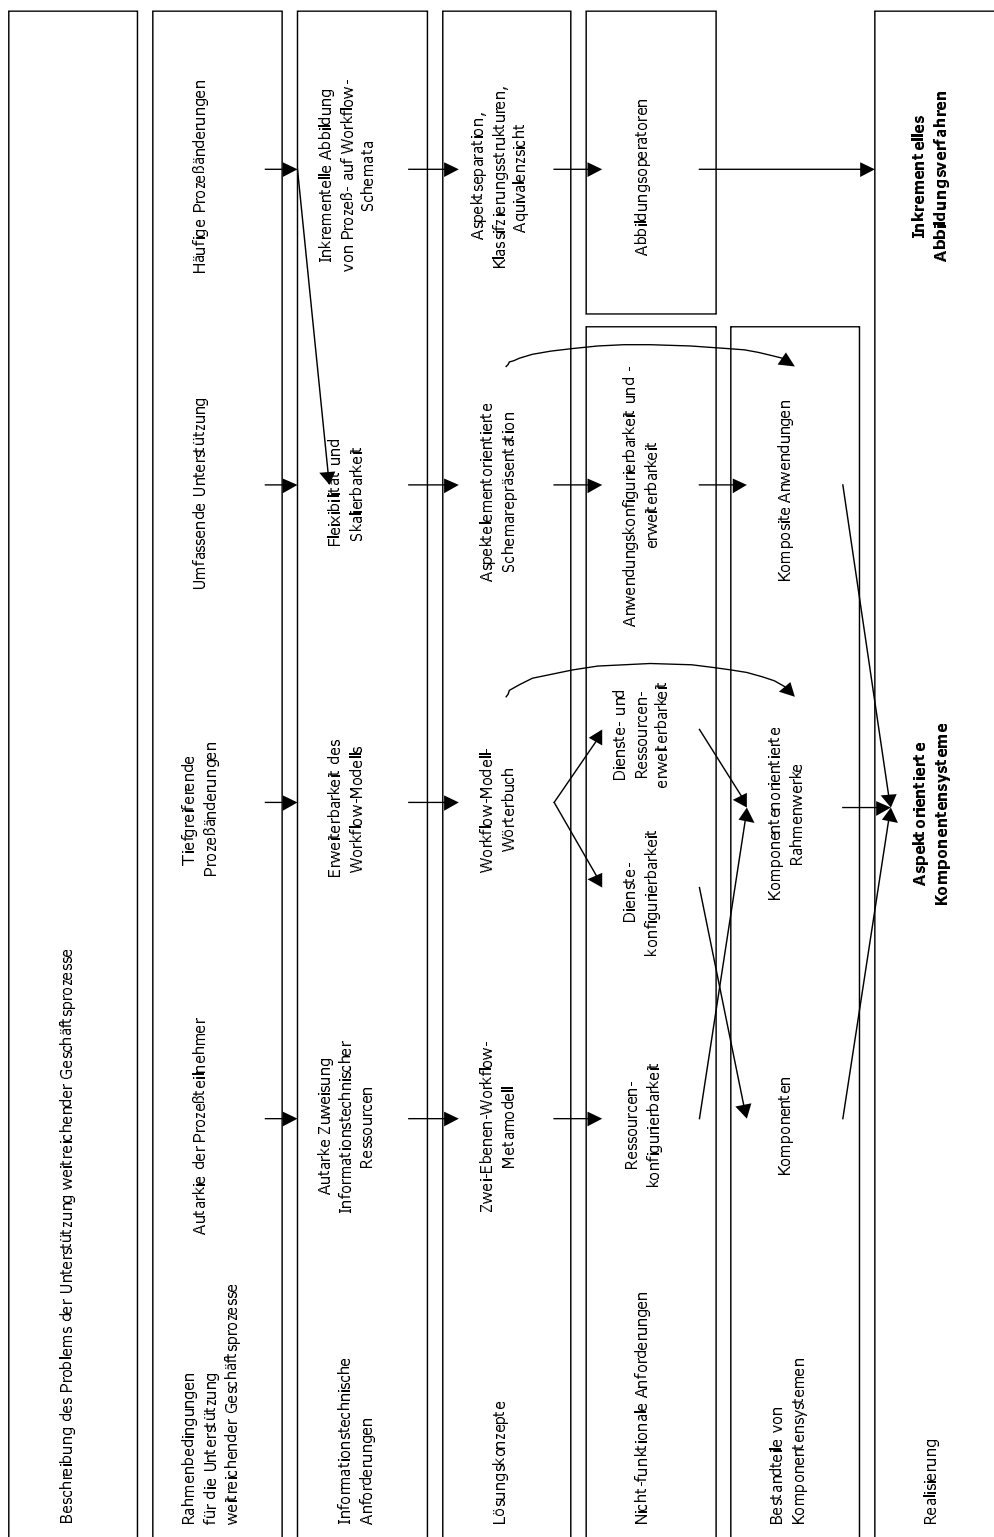 Beschreibung des Problems der Unterstützung weitreichender Geschäftsprozesse
Rahmenbedingungen
für die Unterstützung
weitreichender Geschäftsprozesse
Autarkie der Prozeßteilnehmer
Tiefgreifende
Prozeßänderungen
Umfassende Unterstützung
Häufige Prozeßänderungen
Informationstechnische
Anforderungen
Autarke Zuweisung
Informationstechnischer
Ressourcen
Erweiterbarkeit des
Workflow-Modells
Flexibilität und
Skalierbarkeit
Inkrementelle Abbildung
von Prozeß- auf Workflow-
Schemata
Lösungskonzepte
Zwei-Ebenen-Workflow-
Metamodell
Workflow-Modell-
Wörterbuch
Aspektelementorientierte
Schemarepräsentation
Aspektseparation,
Klassifizierungsstrukturen,
Äquivalenzsicht
Nicht-funktionale Anforderungen
Ressourcen-
konfigurierbarkeit
Dienste-
konfigurierbarkeit
Dienste- und
Ressourcen-
erweiterbarkeit
Anwendungskonfigurierbarkeit und -
erweiterbarkeit
Abbildungsoperatoren
Bestandteile von
Komponentensystemen
Komponenten
Komponentenorientierte
Rahmenwerke
Komposite Anwendungen
Realisierung
Aspektorientierte
Komponentensysteme
Inkrementelles
Abbildungsverfahren